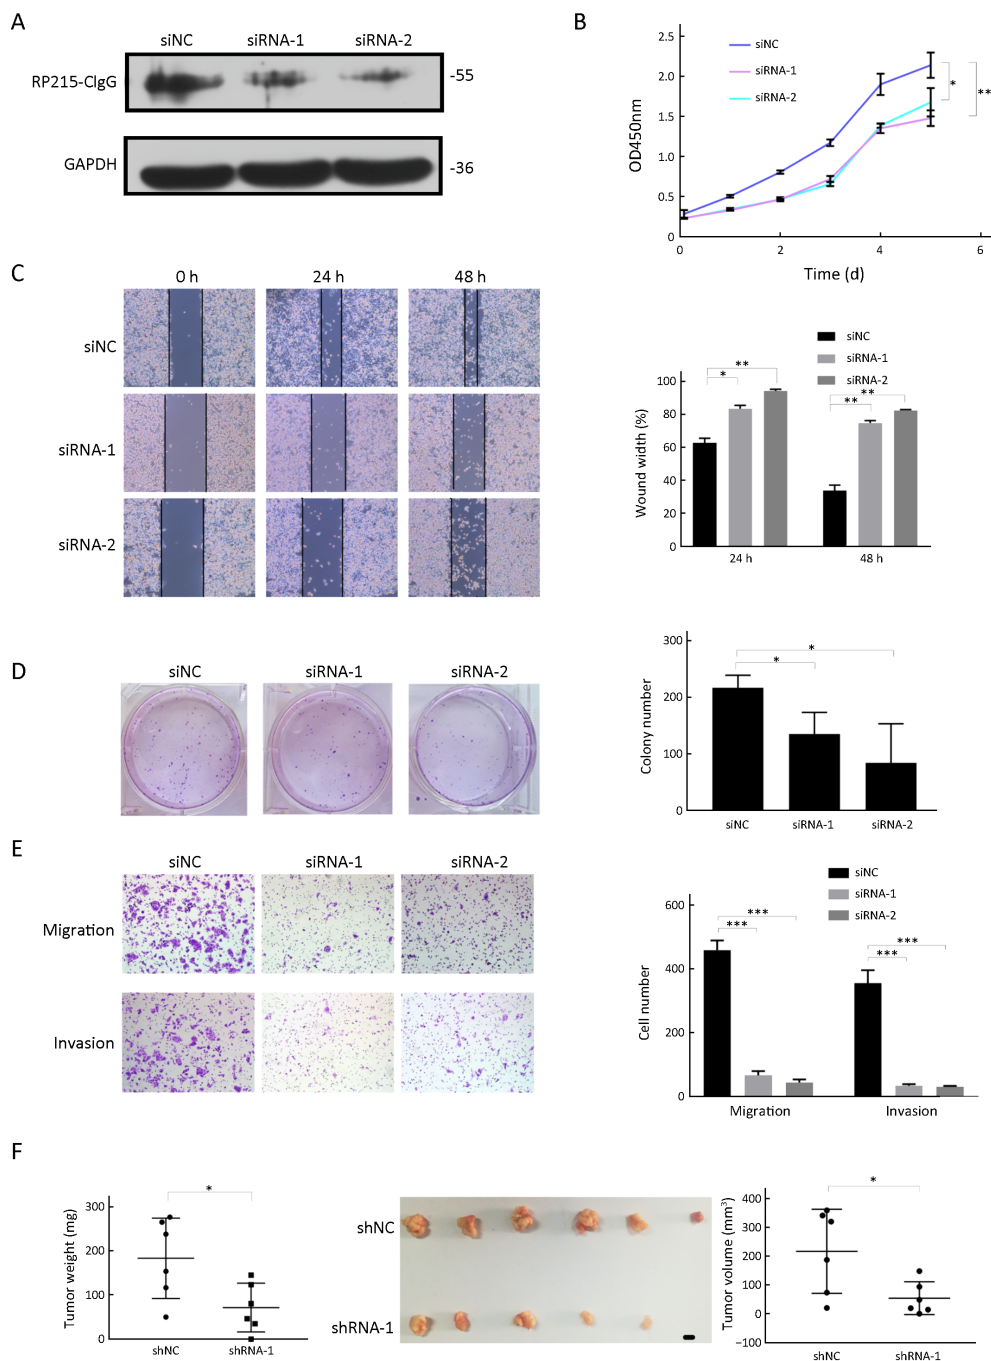 A
siNC siRNA-1 siRNA-2
RP215-CIgG
-55
GAPDH
-36
B
2.5
2.0
1.5
1.0
0.5
0
OD450nm
siNC
siRNA-1
siRNA-2
*
**
0 2 4 6
Time (d)
C
0 h 24 h 48 h
siNC
siRNA-1
siRNA-2
siNC
siRNA-1
siRNA-2
100
80
60
40
20
0
Wound width (%)
** * ** **
24 h 48 h
D
siNC siRNA-1 siRNA-2
300
200
100
0
Colony number
* *
siNC siRNA-1 siRNA-2
E
siNC siRNA-1 siRNA-2
Migration
Invasion
siNC
siRNA-1
siRNA-2
600
400
200
0
Cell number
*** *** *** ***
Migration Invasion
F
300
200
100
0
Tumor weight (mg)
*
shNC shRNA-1
shNC
shRNA-1
400
300
200
100
0
−100
Tumor volume (mm³)
*
shNC shRNA-1